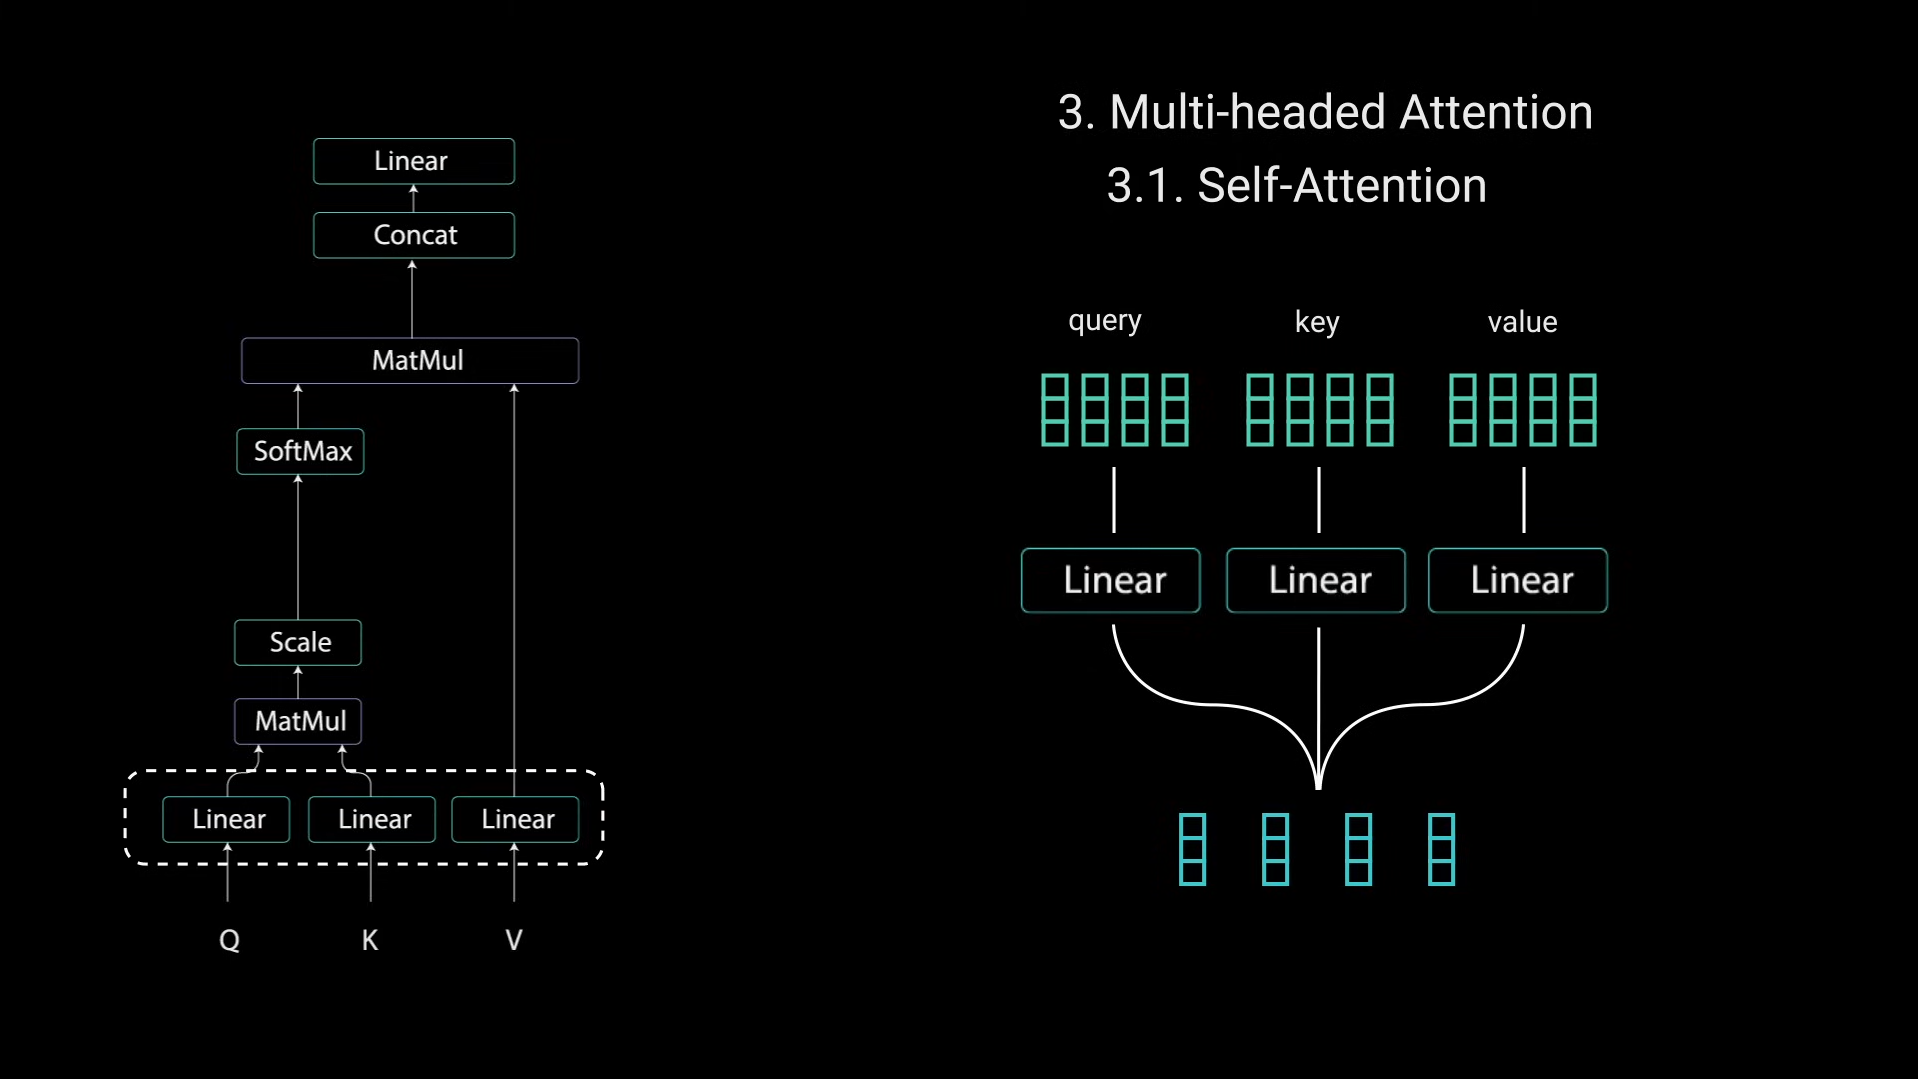 Linear
Concat
MatMul
SoftMax
Scale
MatMul
Linear Linear Linear
Q K V
3. Multi-headed Attention
3.1. Self-Attention
query key value
Linear Linear Linear